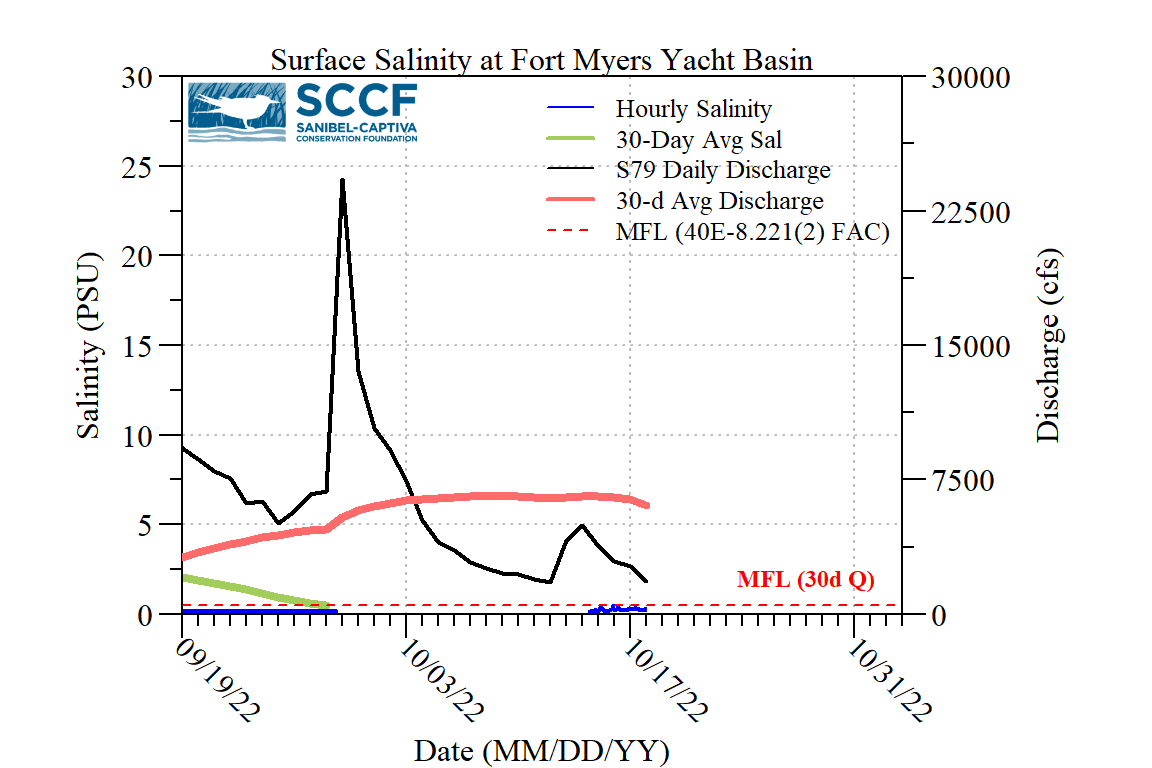 Surface Salinity at Fort Myers Yacht Basin
SCCF
SANIBEL-CAPTIVA
CONSERVATION FOUNDATION
Hourly Salinity
30-Day Avg Sal
S79 Daily Discharge
30-d Avg Discharge
MFL (40E-8.221(2) FAC)
30
25
20
15
10
5
0
Salinity (PSU)
30000
22500
15000
7500
0
Discharge (cfs)
MFL (30d Q)
09/19/22
10/03/22
10/17/22
10/31/22
Date (MM/DD/YY)